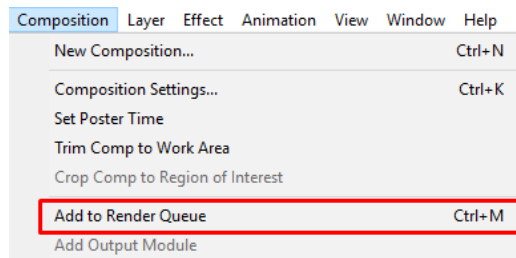 Composition Layer Effect Animation View Window Help
New Composition... Ctrl+N
Composition Settings... Ctrl+K
Set Poster Time
Trim Comp to Work Area
Crop Comp to Region of Interest
Add to Render Queue Ctrl+M
Add Output Module